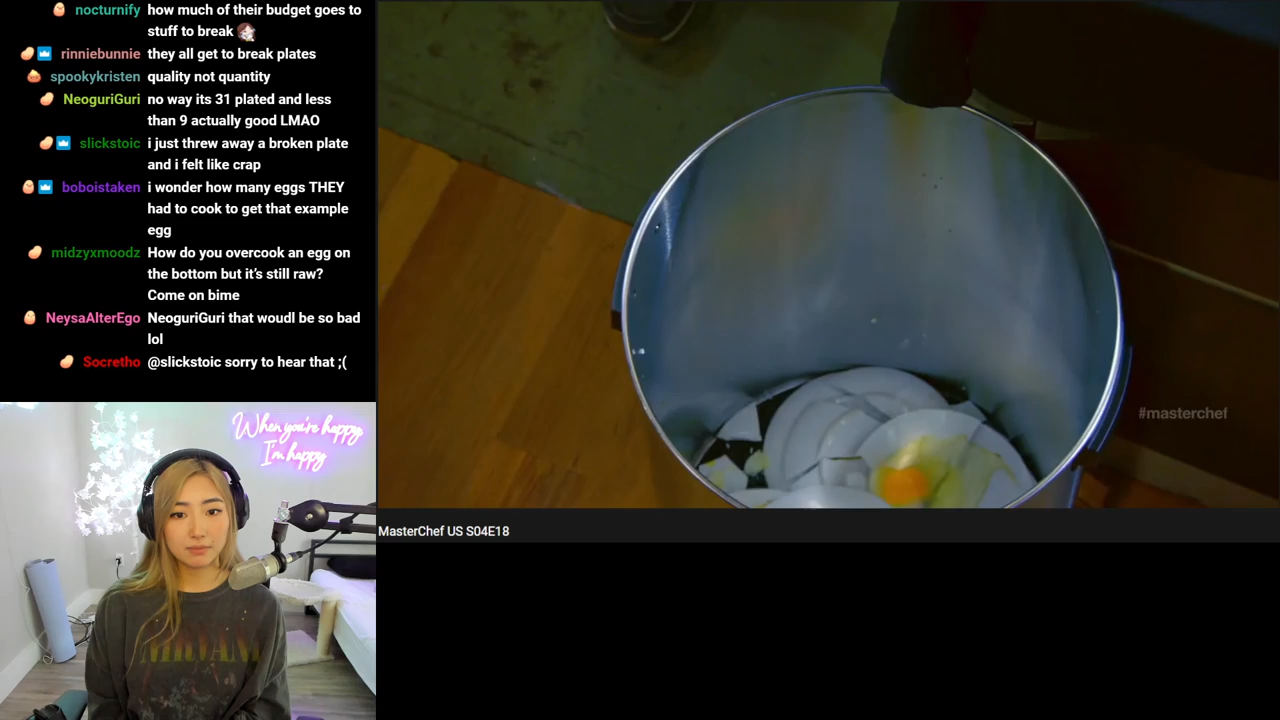 nocturnify how much of their budget goes to
stuff to break
rinniebunnie they all get to break plates
spookykristen quality not quantity
NeoguriGuri no way its 31 plated and less
than 9 actually good LMAO
slickstoic i just threw away a broken plate
and i felt like crap
boboistaken i wonder how many eggs THEY
had to cook to get that example
egg
midzyxmoodz How do you overcook an egg on
the bottom but it’s still raw?
Come on bime
NeysaAlterEgo NeoguriGuri that woudl be so bad
lol
Socretho @slickstoic sorry to hear that ;(
#masterchef
MasterChef US S04E18
When you're happy
I'm happy
NIRVANA